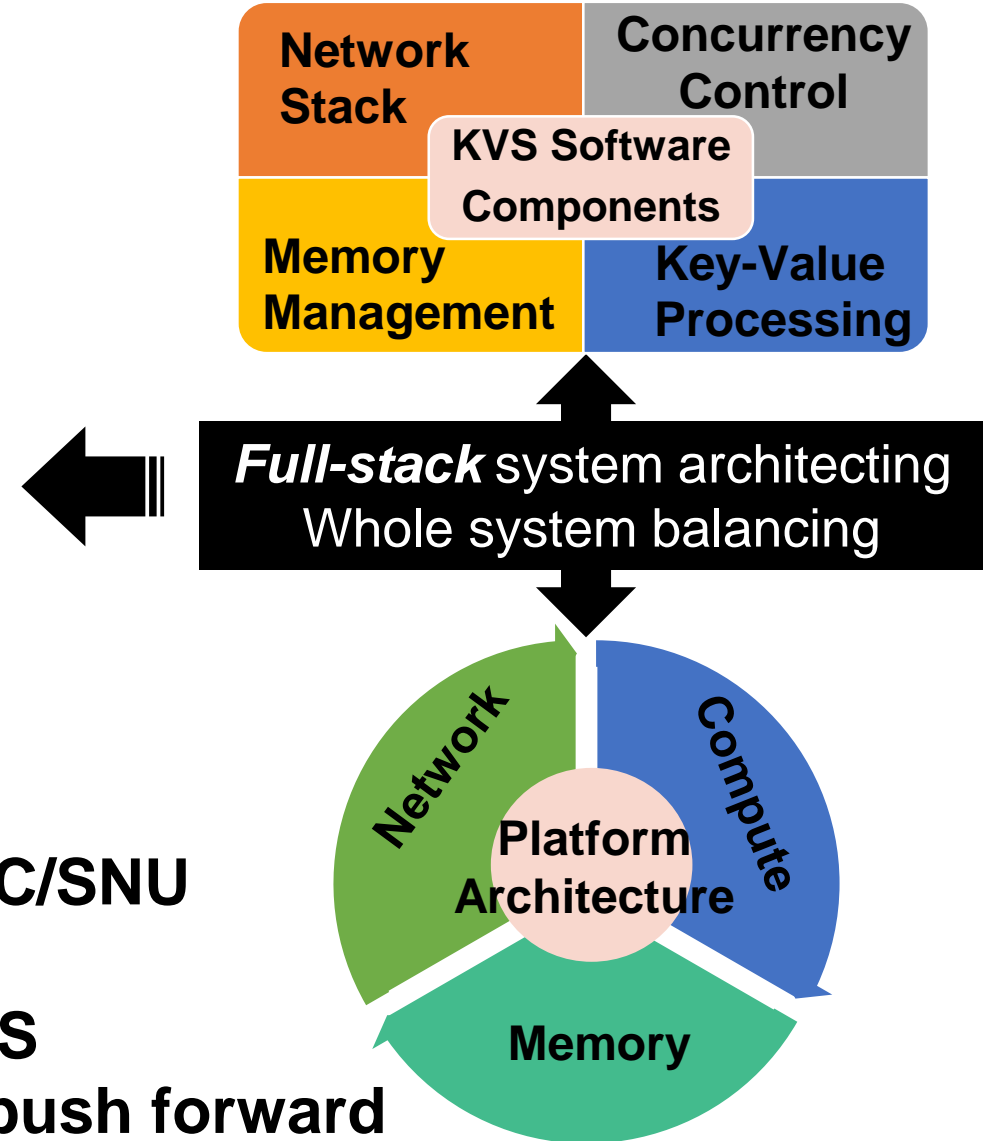 Network
Stack
Concurrency
Control
KVS Software
Components
Memory
Management
Key-Value
Processing
Full-stack system architecting
Whole system balancing
Network
Compute
Platform
Architecture
Memory
C/SNU
S
push forward